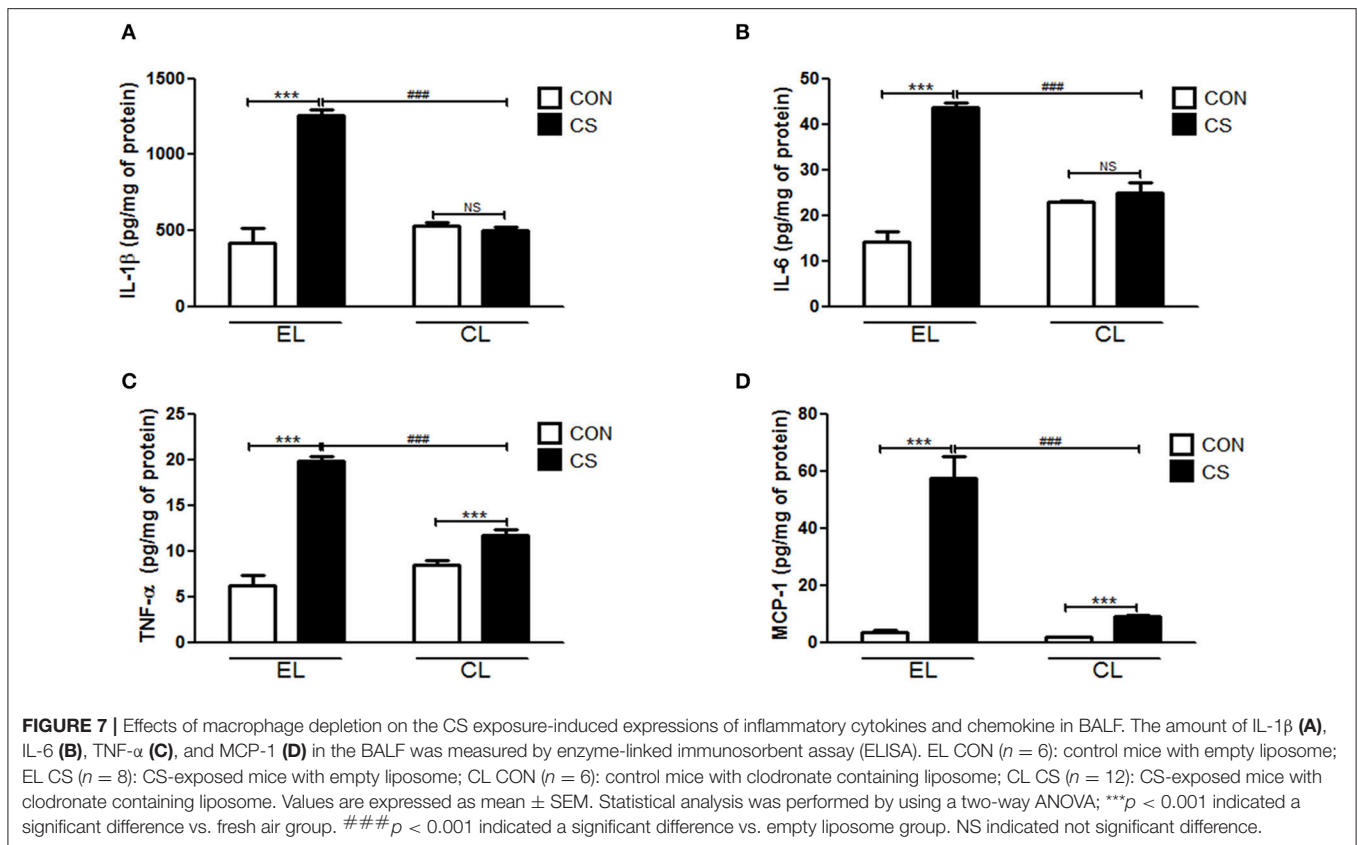 A
IL-1β (pg/mg of protein)
1500
1000
500
0
***
###
NS
CON
CS
EL
CL
B
IL-6 (pg/mg of protein)
50
40
30
20
10
0
***
###
NS
CON
CS
EL
CL
C
TNF-α (pg/mg of protein)
25
20
15
10
5
0
***
###
***
CON
CS
EL
CL
D
MCP-1 (pg/mg of protein)
80
60
40
20
0
***
###
***
CON
CS
EL
CL
FIGURE 7 | Effects of macrophage depletion on the CS exposure-induced expressions of inflammatory cytokines and chemokine in BALF. The amount of IL-1β (A),
IL-6 (B), TNF-α (C), and MCP-1 (D) in the BALF was measured by enzyme-linked immunosorbent assay (ELISA). EL CON (n = 6): control mice with empty liposome;
EL CS (n = 8): CS-exposed mice with empty liposome; CL CON (n = 6): control mice with clodronate containing liposome; CL CS (n = 12): CS-exposed mice with
clodronate containing liposome. Values are expressed as mean ± SEM. Statistical analysis was performed by using a two-way ANOVA; ***p < 0.001 indicated a
significant difference vs. fresh air group. ###p < 0.001 indicated a significant difference vs. empty liposome group. NS indicated not significant difference.